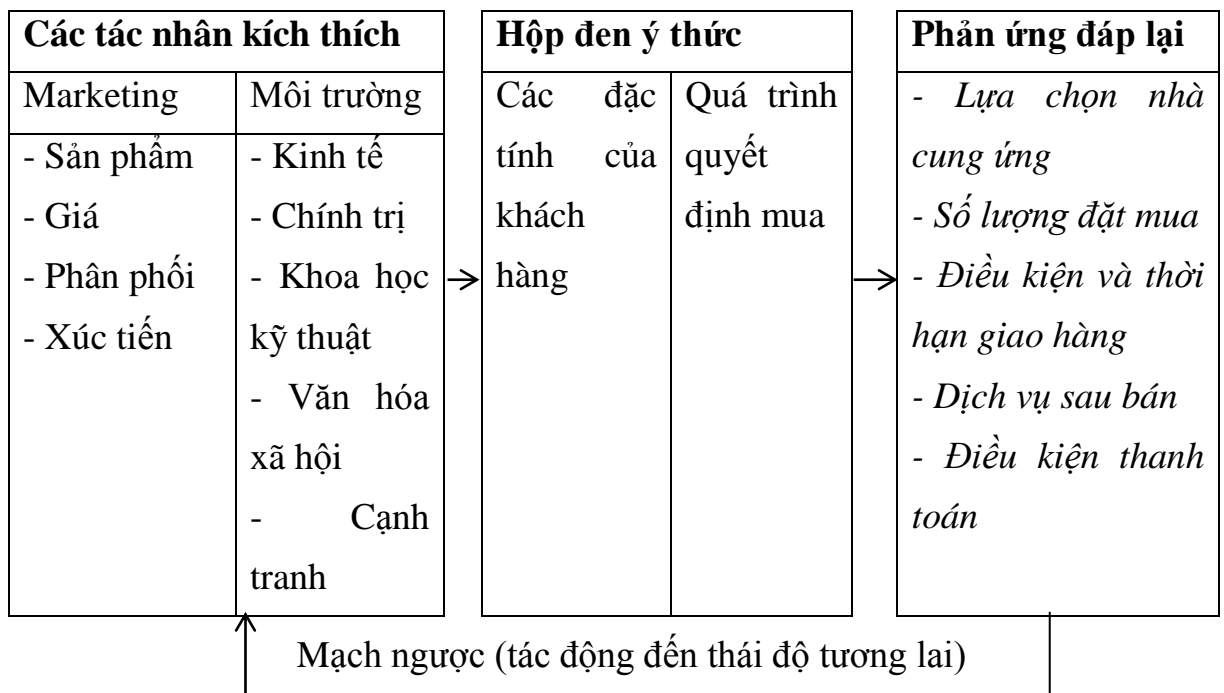 Các tác nhân kích thích
Marketing
- Sản phẩm
- Giá
- Phân phối
- Xúc tiến
Môi trường
- Kinh tế
- Chính trị
- Khoa học
kỹ thuật
- Văn hóa
xã hội
- Cạnh
tranh
Hộp đen ý thức
Các đặc
tính của
khách
hàng
Quá trình
quyết
định mua
Phản ứng đáp lại
- Lựa chọn nhà
cung ứng
- Số lượng đặt mua
- Điều kiện và thời
hạn giao hàng
- Dịch vụ sau bán
- Điều kiện thanh
toán
Mạch ngược (tác động đến thái độ tương lai)